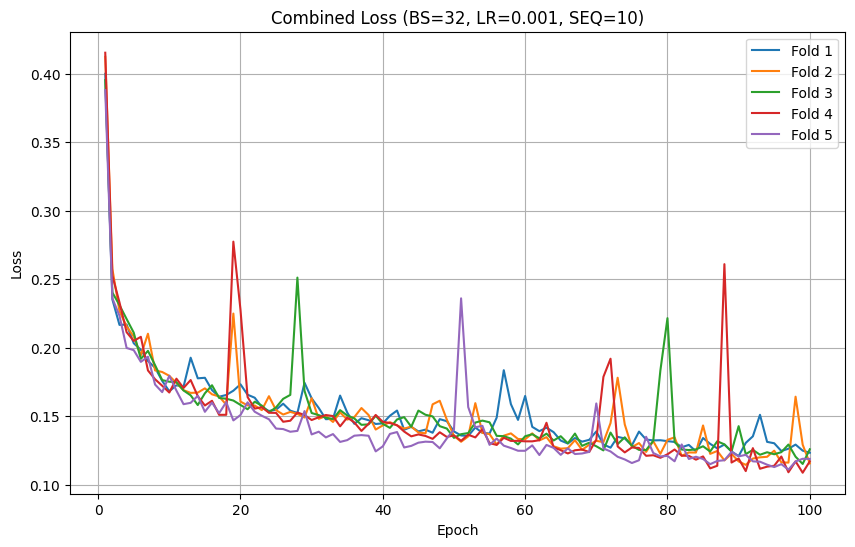 Combined Loss (BS=32, LR=0.001, SEQ=10)
Fold 1
Fold 2
Fold 3
Fold 4
Fold 5
0.40
0.35
0.30
0.25
0.20
0.15
0.10
Loss
0 20 40 60 80 100
Epoch